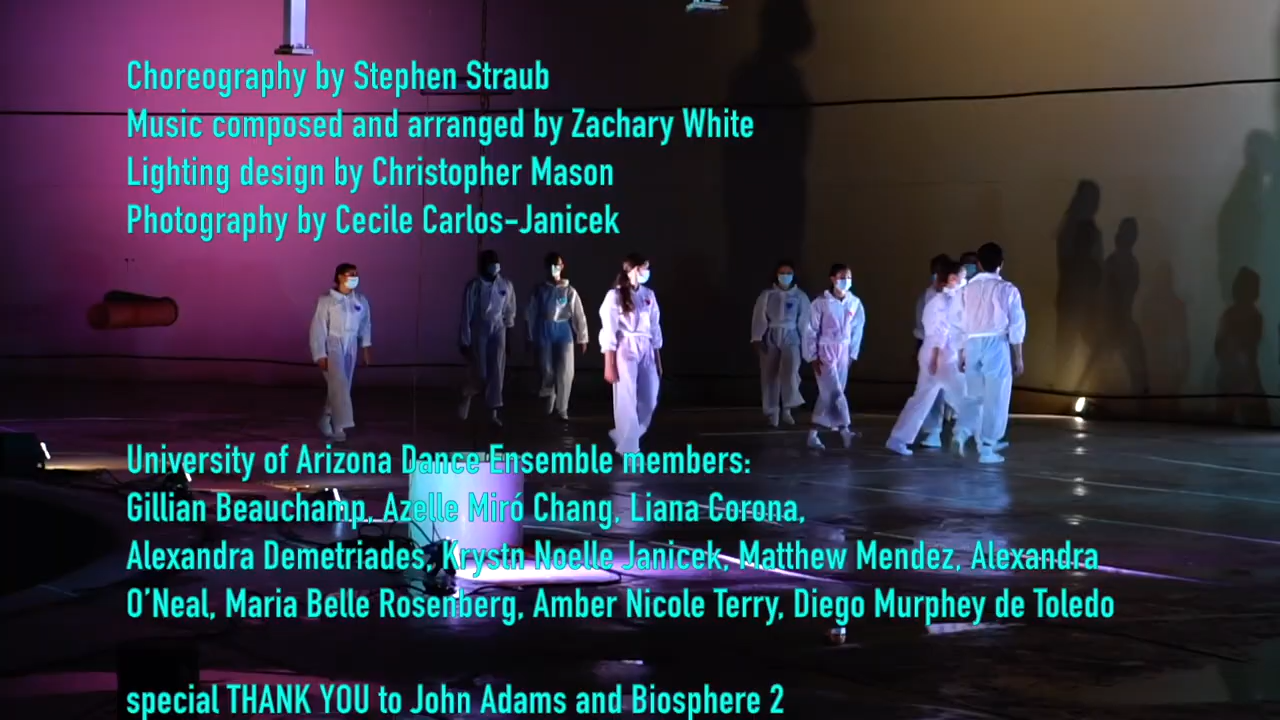 Choreography by Stephen Straub
Music composed and arranged by Zachary White
Lighting design by Christopher Mason
Photography by Cecile Carlos-Janicek
University of Arizona Dance Ensemble members:
Gillian Beauchamp, Azelle Miró Chang, Liana Corona,
Alexandra Demetriades, Krystn Noelle Janicek, Matthew Mendez, Alexandra
O'Neal, Maria Belle Rosenberg, Amber Nicole Terry, Diego Murphey de Toledo
special THANK YOU to John Adams and Biosphere 2